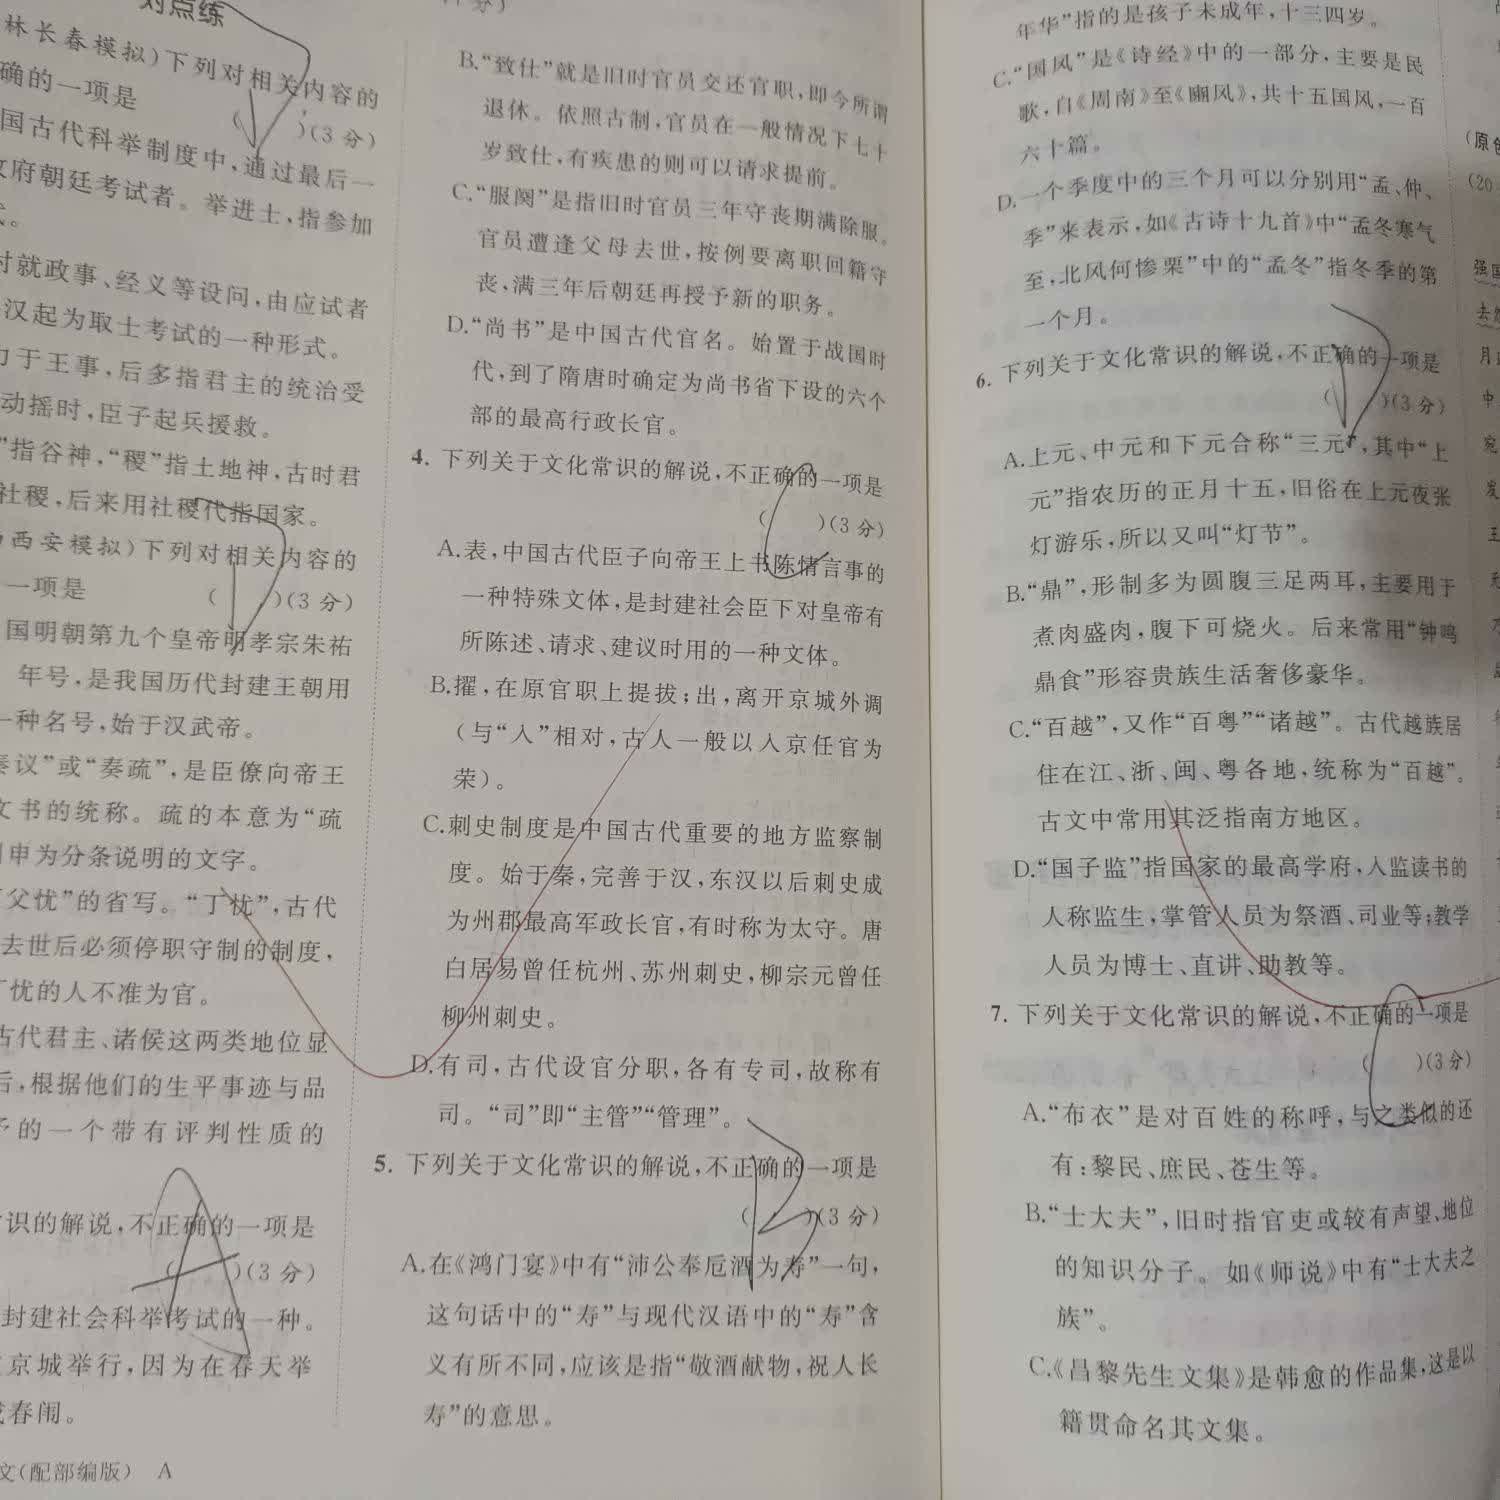 对点练
林长春模拟)下列对相关内容的
确的一项是
( )(3分)
国古代科举制度中,通过最后一
政府朝廷考试者。举进士,指参加
时就政事、经义等设问,由应试者
汉起为取士考试的一种形式。
力于王事,后多指君主的统治受
动摇时,臣子起兵援救。
”指谷神,“稷”指土地神,古时君
社稷,后来用社稷代指国家。
西安模拟)下列对相关内容的
一项是
( )(3分)
国明朝第九个皇帝明孝宗朱祐
年号,是我国历代封建王朝用
一种名号,始于汉武帝。
奏议”或“奏疏”,是臣僚向帝王
文书的统称。疏的本意为“疏
引申为分条说明的文字。
父忧”的省写。“丁忧”,古代
去世后必须停职守制的制度,
丁忧的人不准为官。
古代君主、诸侯这两类地位显
后,根据他们的生平事迹与品
予的一个带有评判性质的
识的解说,不正确的一项是
( )(3分)
封建社会科举考试的一种。
京城举行,因为在春天举
春闱。
文(配部编版) A
B.“致仕”就是旧时官员交还官职,即今所谓
退休。依照古制,官员在一般情况下七十
岁致仕,有疾患的则可以请求提前。
C.“服阕”是指旧时官员三年守丧期满除服。
官员遭逢父母去世,按例要离职回籍守
丧,满三年后朝廷再授予新的职务。
D.“尚书”是中国古代官名。始置于战国时
代,到了隋唐时确定为尚书省下设的六个
部的最高行政长官。
4. 下列关于文化常识的解说,不正确的一项是
( )(3分)
A.表,中国古代臣子向帝王上书陈情言事的
一种特殊文体,是封建社会臣下对皇帝有
所陈述、请求、建议时用的一种文体。
B.擢,在原官职上提拔;出,离开京城外调
(与“入”相对,古人一般以入京任官为
荣)。
C.刺史制度是中国古代重要的地方监察制
度。始于秦,完善于汉,东汉以后刺史成
为州郡最高军政长官,有时称为太守。唐
白居易曾任杭州、苏州刺史,柳宗元曾任
柳州刺史。
D.有司,古代设官分职,各有专司,故称有
司。“司”即“主管”“管理”。
5. 下列关于文化常识的解说,不正确的一项是
( )(3分)
A.在《鸿门宴》中有“沛公奉卮酒为寿”一句,
这句话中的“寿”与现代汉语中的“寿”含
义有所不同,应该是指“敬酒献物,祝人长
寿”的意思。
年华”指的是孩子未成年,十三四岁。
C.“国风”是《诗经》中的一部分,主要是民
歌,自《周南》至《豳风》,共十五国风,一百
六十篇。
D.一个季度中的三个月可以分别用“孟、仲、
季”来表示,如《古诗十九首》中“孟冬寒气
至,北风何惨栗”中的“孟冬”指冬季的第
一个月。
6. 下列关于文化常识的解说,不正确的一项是
( )(3分)
A.上元、中元和下元合称“三元”,其中“上
元”指农历的正月十五,旧俗在上元夜张
灯游乐,所以又叫“灯节”。
B.“鼎”,形制多为圆腹三足两耳,主要用于
煮肉盛肉,腹下可烧火。后来常用“钟鸣
鼎食”形容贵族生活奢侈豪华。
C.“百越”,又作“百粤”“诸越”。古代越族居
住在江、浙、闽、粤各地,统称为“百越”。
古文中常用其泛指南方地区。
D.“国子监”指国家的最高学府,入监读书的
人称监生,掌管人员为祭酒、司业等;教学
人员为博士、直讲、助教等。
7. 下列关于文化常识的解说,不正确的一项是
( )(3分)
A.“布衣”是对百姓的称呼,与之类似的还
有:黎民、庶民、苍生等。
B.“士大夫”,旧时指官吏或较有声望、地位
的知识分子。如《师说》中有“士大夫之
族”。
C.《昌黎先生文集》是韩愈的作品集,这是以
籍贯命名其文集。
(原创
(20
强国
去
月
中
宛
发